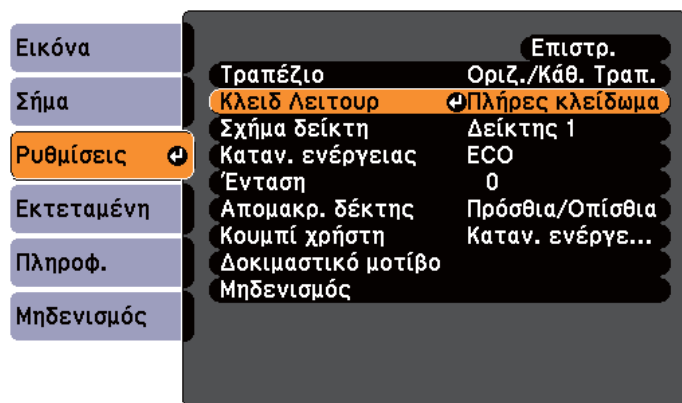 Εικόνα
Σήμα
Ρυθμίσεις
Εκτεταμένη
Πληροφ.
Μηδενισμός
Επιστρ.
Τραπέζιο Οριζ./Κάθ. Τραπ.
Κλειδ Λειτουρ Πλήρες κλείδωμα
Σχήμα δείκτη Δείκτης 1
Καταν. ενέργειας ECO
Ένταση 0
Απομακρ. δέκτης Πρόσθια/Οπίσθια
Κουμπί χρήστη Καταν. ενέργε...
Δοκιμαστικό μοτίβο
Μηδενισμός